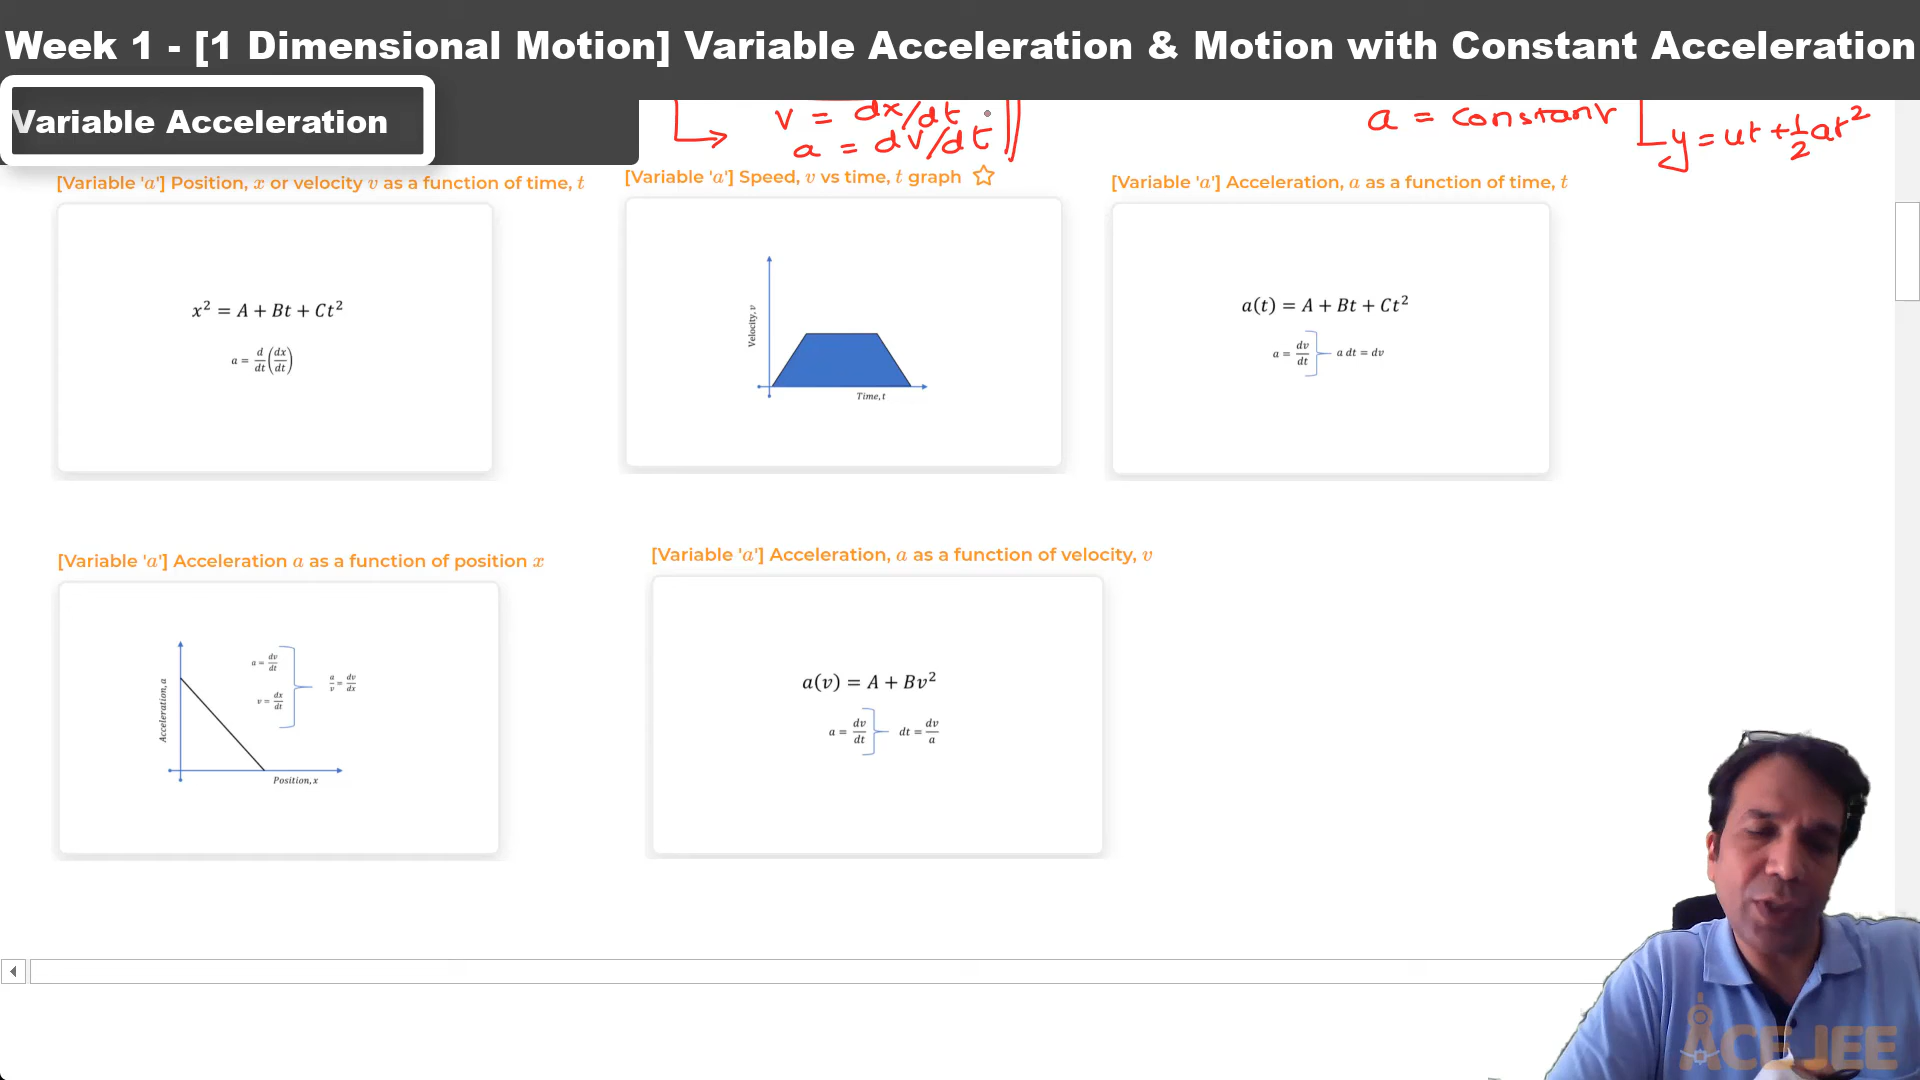 Week 1 - [1 Dimensional Motion] Variable Acceleration & Motion with Constant Acceleration
Variable Acceleration
v = dx/dt
a = dv/dt
a = constant
y = ut + 1/2 at²
[Variable 'a'] Position, x or velocity v as a function of time, t
x² = A + Bt + Ct²
a = d/dt (dx/dt)
[Variable 'a'] Speed, v vs time, t graph ☆
Velocity, v
Time, t
[Variable 'a'] Acceleration, a as a function of time, t
a(t) = A + Bt + Ct²
a = dv/dt
a dt = dv
[Variable 'a'] Acceleration a as a function of position x
Acceleration, a
a = dv/dt
v = dx/dt
a/v = dv/dx
Position, x
[Variable 'a'] Acceleration, a as a function of velocity, v
a(v) = A + Bv²
a = dv/dt
dt = dv/a
ACEJEE